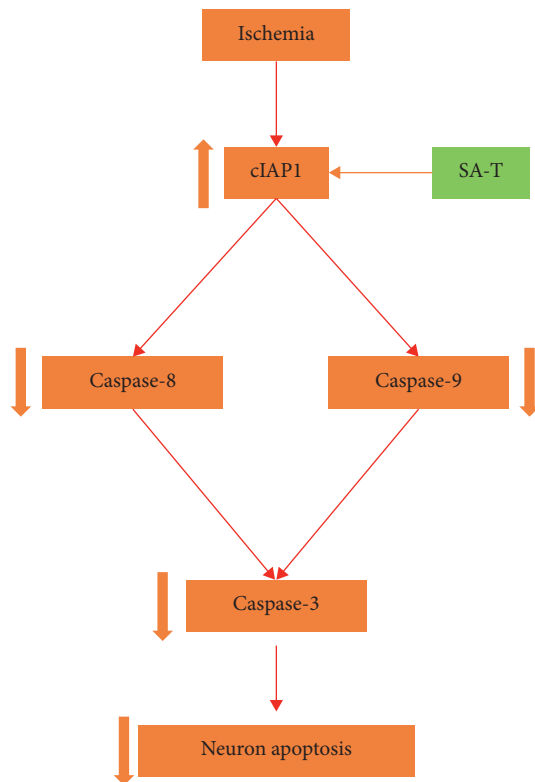 Ischemia
cIAP1
SA-T
Caspase-8
Caspase-9
Caspase-3
Neuron apoptosis